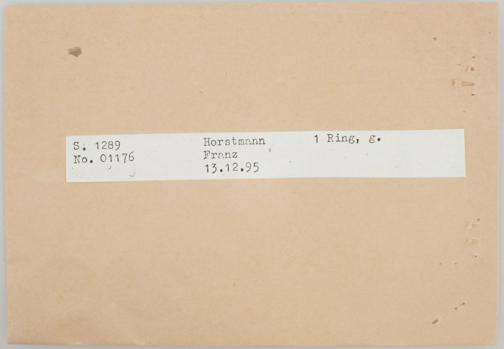 S. 1289 Horstmann 1 Ring, g.
No. 01176 Franz
13.12.95